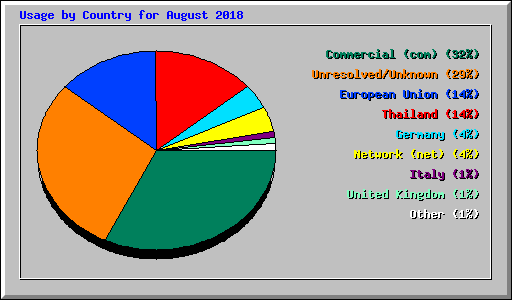 Usage by Country for August 2018
Commercial (com) (32%)
Unresolved/Unknown (29%)
European Union (14%)
Thailand (14%)
Germany (4%)
Network (net) (4%)
Italy (1%)
United Kingdom (1%)
Other (1%)